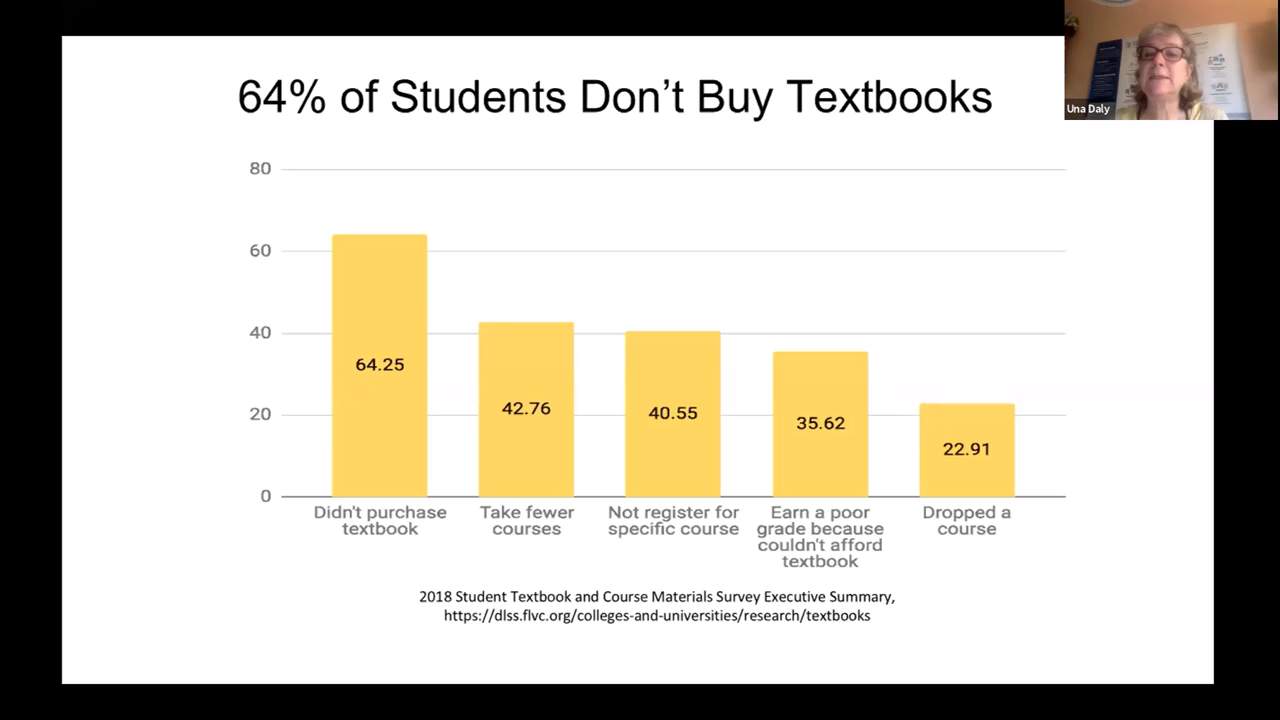 64% of Students Don't Buy Textbooks
Una Daly
80
60
40
20
0
64.25
42.76
40.55
35.62
22.91
Didn't purchase
textbook
Take fewer
courses
Not register for
specific course
Earn a poor
grade because
couldn't afford
textbook
Dropped a
course
2018 Student Textbook and Course Materials Survey Executive Summary,
https://dlss.flvc.org/colleges-and-universities/research/textbooks